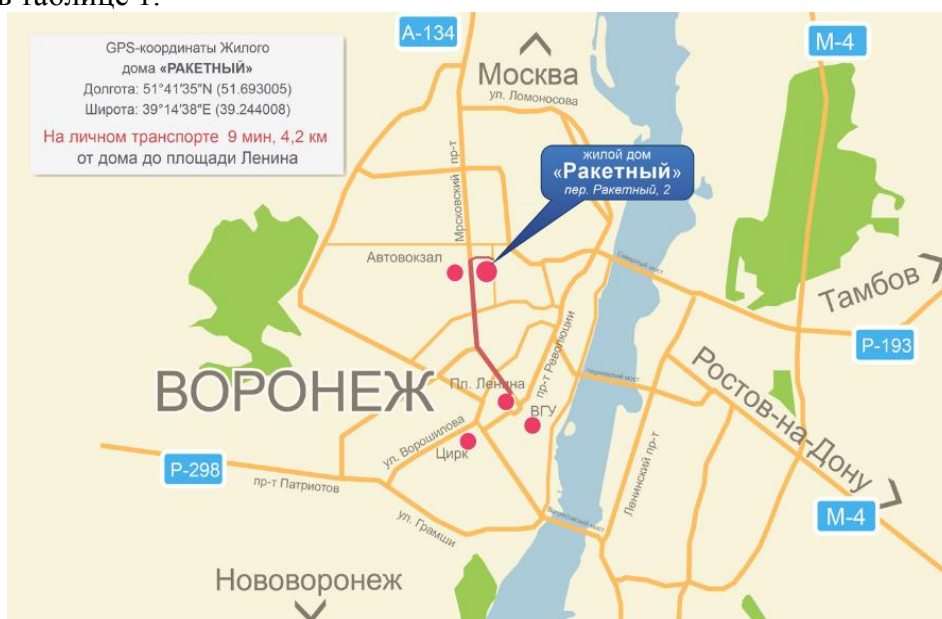 в таблице 1.
GPS-координаты Жилого
дома «РАКЕТНЫЙ»
Долгота: 51°41'35"N (51.693005)
Широта: 39°14'38"E (39.244008)
На личном транспорте 9 мин, 4,2 км
от дома до площади Ленина
А-134
М-4
Москва
ул. Ломоносова
жилой дом
«Ракетный»
пер. Ракетный, 2
Мрсковский пр-т
Автовокзал
Северный мост
Тамбов
Р-193
пр-т Революции
Ростов-на-Дону
Пл. Ленина
ВОРОНЕЖ
ВГУ
ул. Ворошилова
Цирк
Ленинский пр-т
Р-298
пр-т Патриотов
ул. Грамши
М-4
Нововоронеж